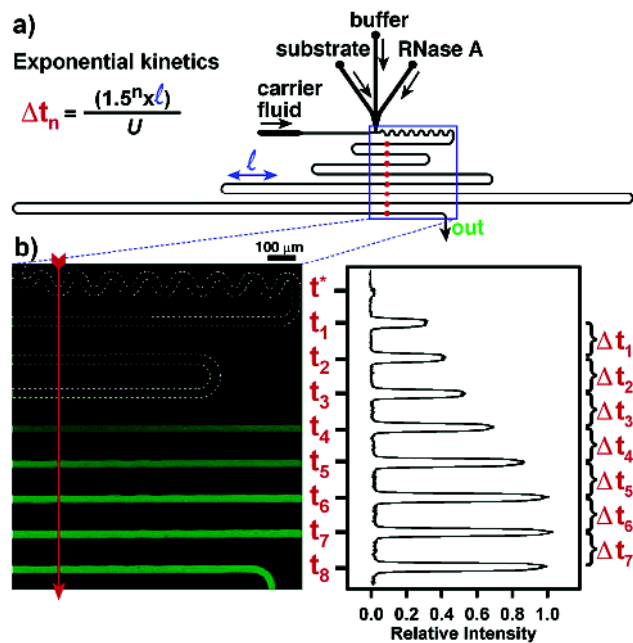 a)
buffer
substrate
RNase A
Exponential kinetics
carrier
fluid
Δtₙ = (1.5ⁿxℓ) / U
ℓ
out
b)
100 μm
t*
t₁
t₂
t₃
t₄
t₅
t₆
t₇
t₈
Δt₁
Δt₂
Δt₃
Δt₄
Δt₅
Δt₆
Δt₇
0.0 0.2 0.4 0.6 0.8 1.0
Relative Intensity